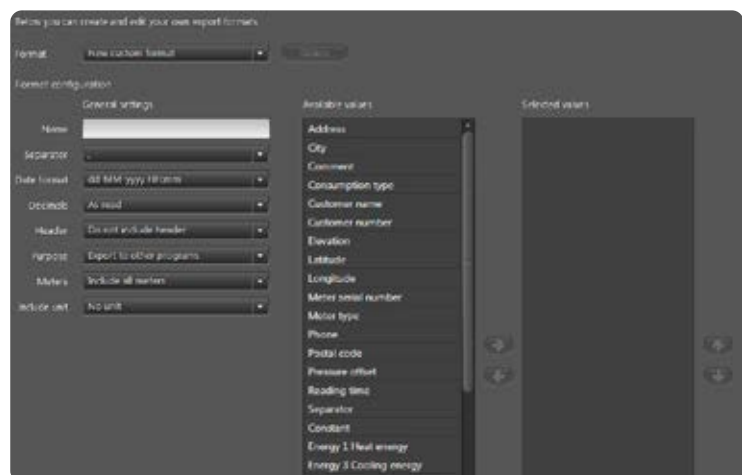 Below you can create and edit your own export formats.
Format New custom format
Format configuration
General settings
Name
Separator
Date format dd MM yyyy HH:mm
Decimals As read
Header Do not include header
Purpose Export to other programs
Meters Include all meters
Include unit No unit
Available values
Address
City
Comment
Consumption type
Customer name
Customer number
Elevation
Latitude
Longitude
Meter serial number
Meter type
Phone
Postal code
Pressure offset
Reading time
Separator
Constant
Energy 1 Heat energy
Energy 3 Cooling energy
Selected values